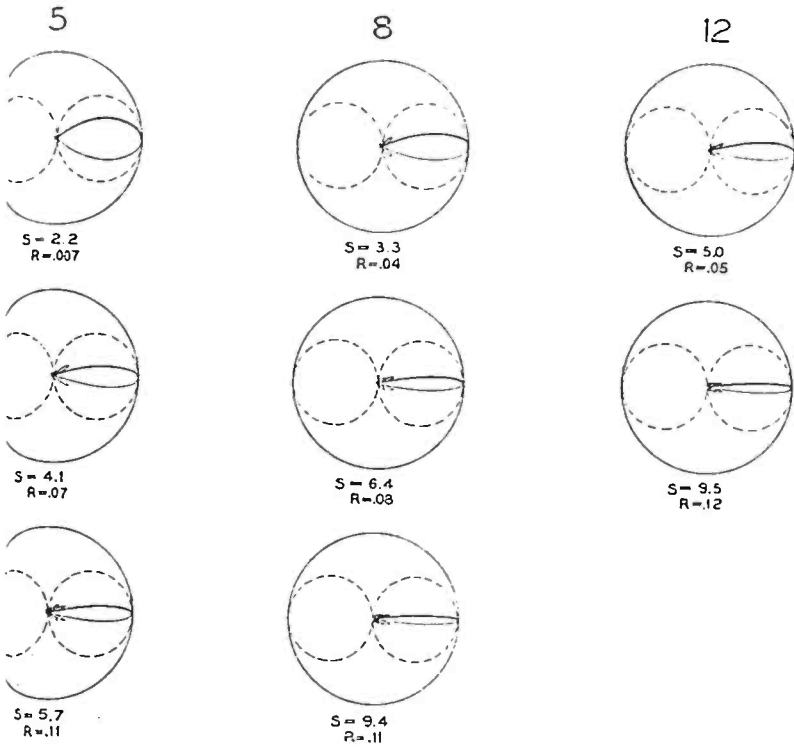 5
8
12
S = 2.2
R = .007
S = 3.3
R = .04
S = 5.0
R = .05
S = 4.1
R = .07
S = 6.4
R = .08
S = 9.5
R = .12
S = 5.7
R = .11
S = 9.4
R = .11